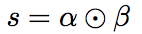 s = α ⊙ β